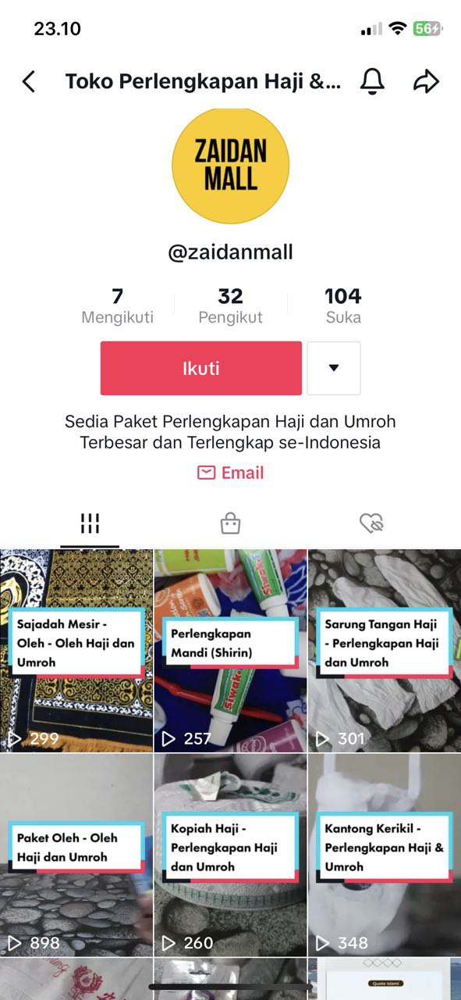 23.10
56
Toko Perlengkapan Haji &...
ZAIDAN
MALL
@zaidanmall
7
Mengikuti
32
Pengikut
104
Suka
Ikuti
Sedia Paket Perlengkapan Haji dan Umroh
Terbesar dan Terlengkap se-Indonesia
Email
Sajadah Mesir -
Oleh - Oleh Haji dan
Umroh
299
Perlengkapan
Mandi (Shirin)
Siwak
257
Sarung Tangan Haji
- Perlengkapan Haji
dan Umroh
301
Paket Oleh - Oleh
Haji dan Umroh
898
Kopiah Haji -
Perlengkapan Haji
dan Umroh
260
Kantong Kerikil -
Perlengkapan Haji &
Umroh
348
Quote Islami